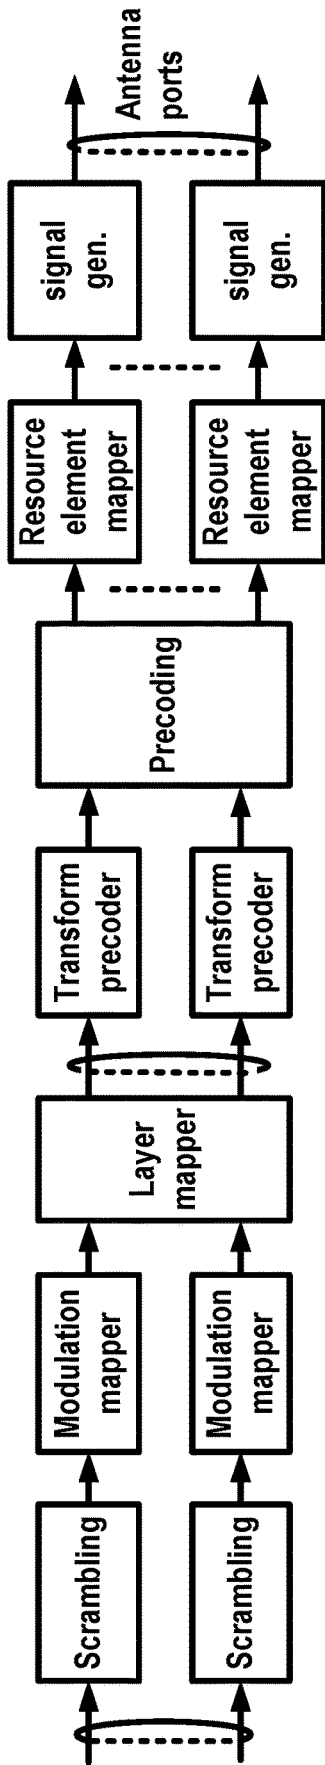 Scrambling
Scrambling
Modulation
mapper
Modulation
mapper
Layer
mapper
Transform
precoder
Transform
precoder
Precoding
Resource
element
mapper
Resource
element
mapper
signal
gen.
signal
gen.
Antenna
ports